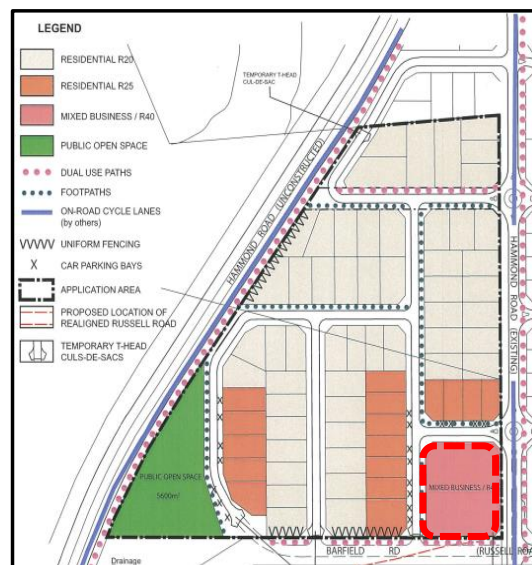 LEGEND
RESIDENTIAL R20
RESIDENTIAL R25
MIXED BUSINESS / R40
PUBLIC OPEN SPACE
DUAL USE PATHS
FOOTPATHS
ON-ROAD CYCLE LANES
(by others)
UNIFORM FENCING
X CAR PARKING BAYS
APPLICATION AREA
PROPOSED LOCATION OF
REALIGNED RUSSELL ROAD
TEMPORARY T-HEAD
CULS-DE-SACS
TEMPORARY T-HEAD
CUL-DE-SAC
HAMMOND ROAD (UNCONSTRUCTED)
HAMMOND ROAD (EXISTING)
PUBLIC OPEN SPACE
5600m²
MIXED BUSINESS / R4
BARFIELD RD
(RUSSELL ROA
Drainage